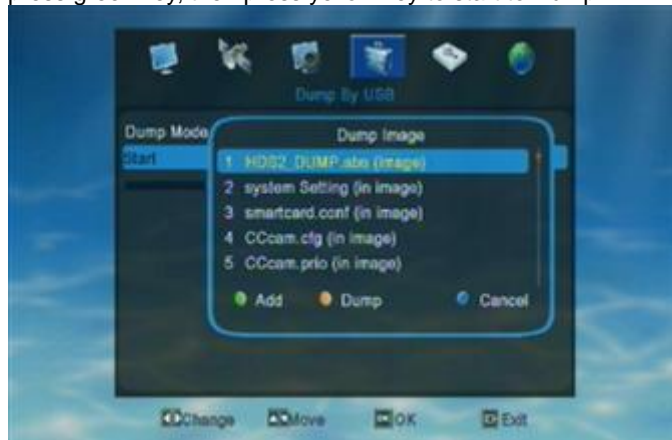 Dump By USB
Dump Mode
Start
Dump Image
1 HDS2_DUMP.abs (image)
2 system Setting (in image)
3 smartcard.conf (in image)
4 CCcam.cfg (in image)
5 CCcam.prio (in image)
Add Dump Cancel
Change Move OK Exit